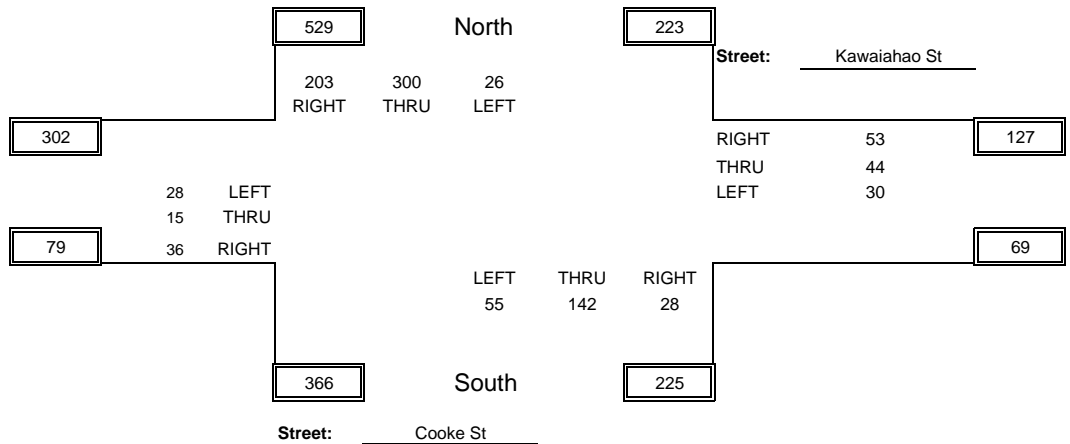 529 North 223
Street: Kawaiahao St
203 300 26
RIGHT THRU LEFT
302 RIGHT 53 127
THRU 44
28 LEFT LEFT 30
15 THRU
79 36 RIGHT 69
LEFT THRU RIGHT
55 142 28
366 South 225
Street: Cooke St